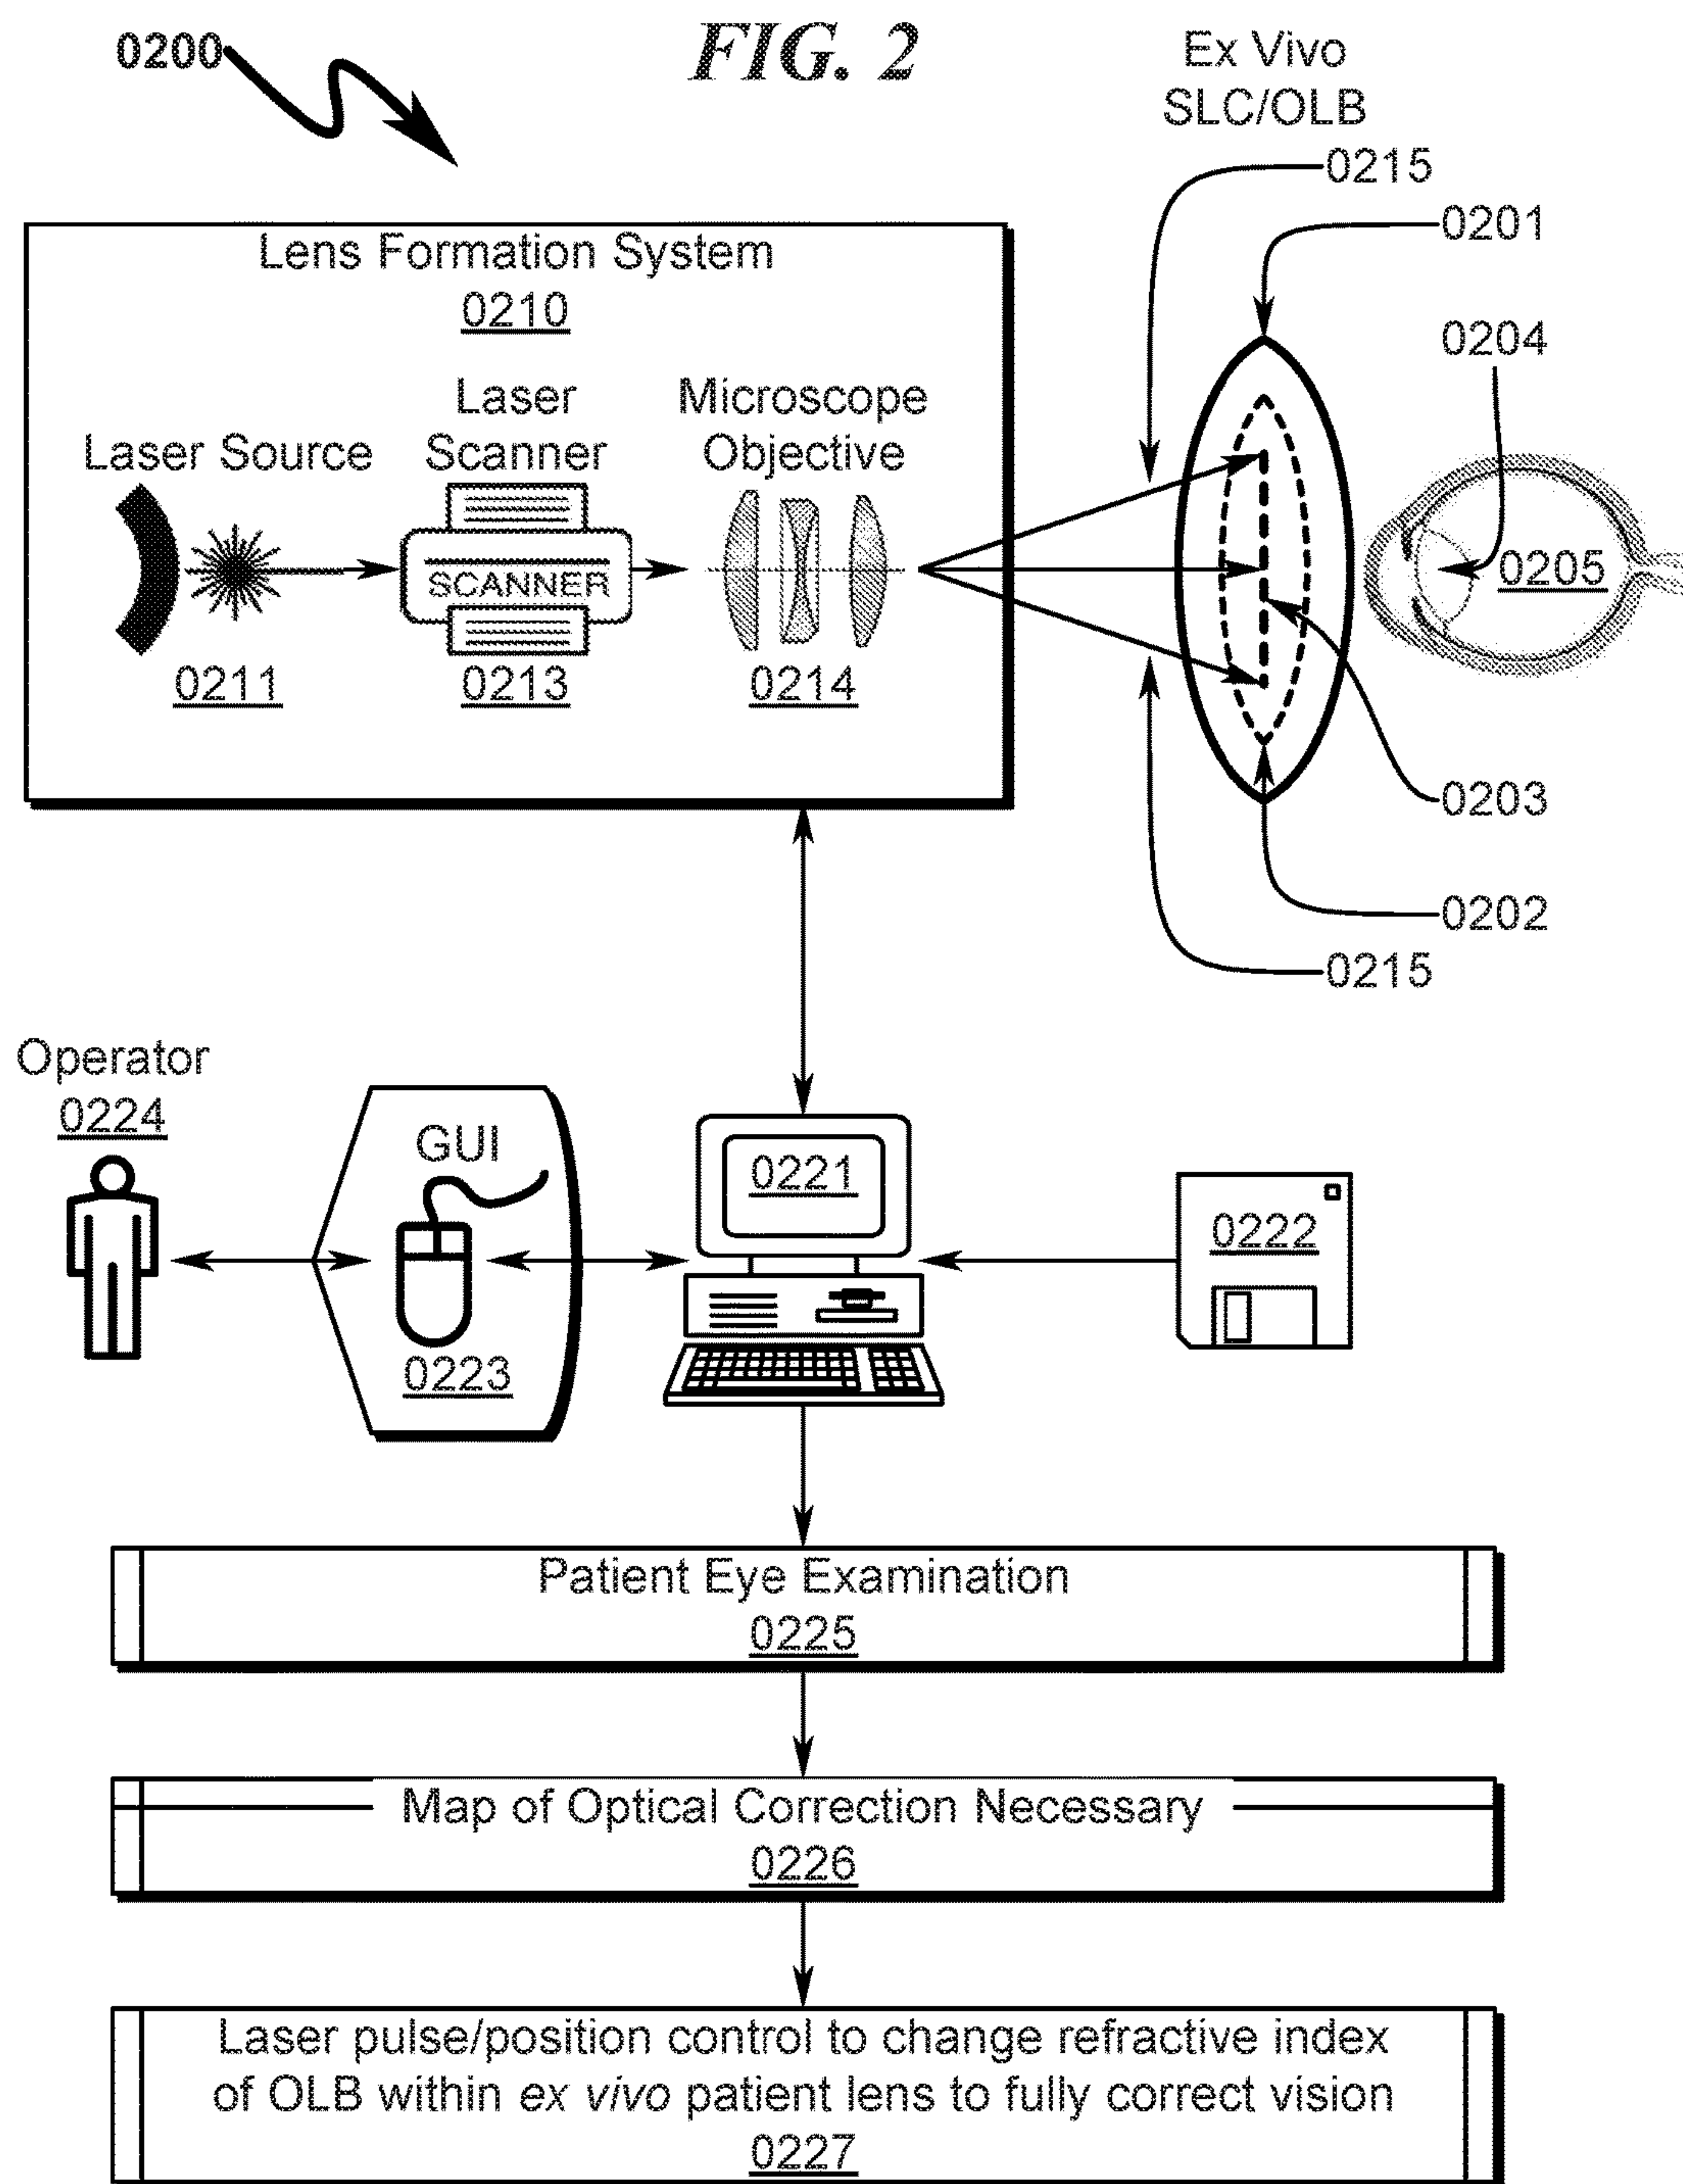 0200
FIG. 2
Ex Vivo
SLC/OLB
0215
0201
0204
Lens Formation System
0210
Laser Source
Laser
Scanner
Microscope
Objective
SCANNER
0205
0211
0213
0214
0203
0202
0215
Operator
0224
GUI
0223
0221
0222
Patient Eye Examination
0225
Map of Optical Correction Necessary
0226
Laser pulse/position control to change refractive index
of OLB within ex vivo patient lens to fully correct vision
0227